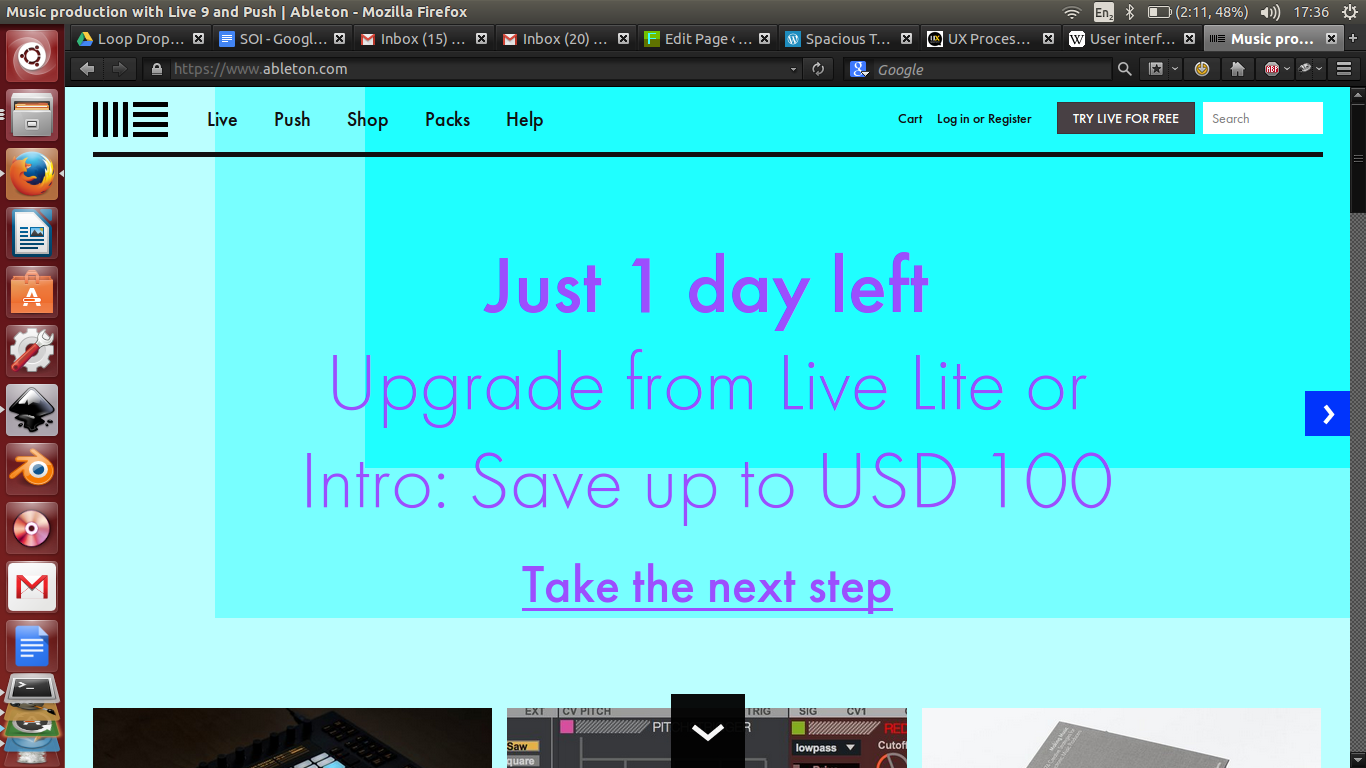 Music production with Live 9 and Push | Ableton - Mozilla Firefox
En2
(2:11, 48%)
17:36
Loop Drop…
SOI - Googl…
Inbox (15) …
Inbox (20) …
Edit Page ‹ …
Spacious T…
UX Proces…
User interf…
Music pro…
https://www.ableton.com
Google
ABP
Live
Push
Shop
Packs
Help
Cart
Log in or Register
TRY LIVE FOR FREE
Search
Just 1 day left
Upgrade from Live Lite or
Intro: Save up to USD 100
Take the next step
EXT
CV PITCH
TRIG
SIG
CV1
Saw
square
lowpass
Cutof